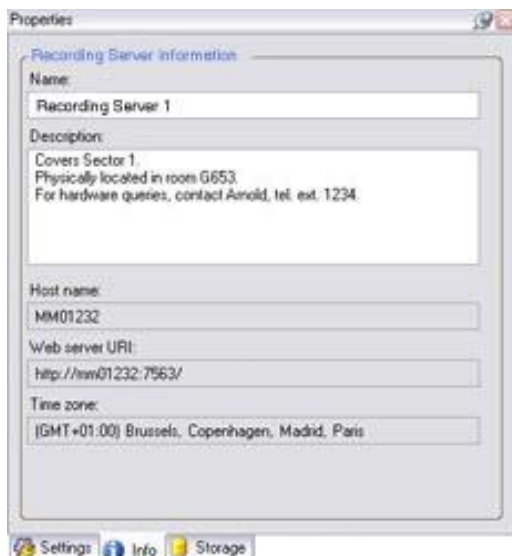 Properties
Recording Server information
Name:
Recording Server 1
Description:
Covers Sector 1.
Physically located in room G653.
For hardware queries, contact Arnold, tel. ext. 1234.
Host name:
MM01232
Web server URI:
http://mm01232:7563/
Time zone:
(GMT+01:00) Brussels, Copenhagen, Madrid, Paris
Settings Info Storage